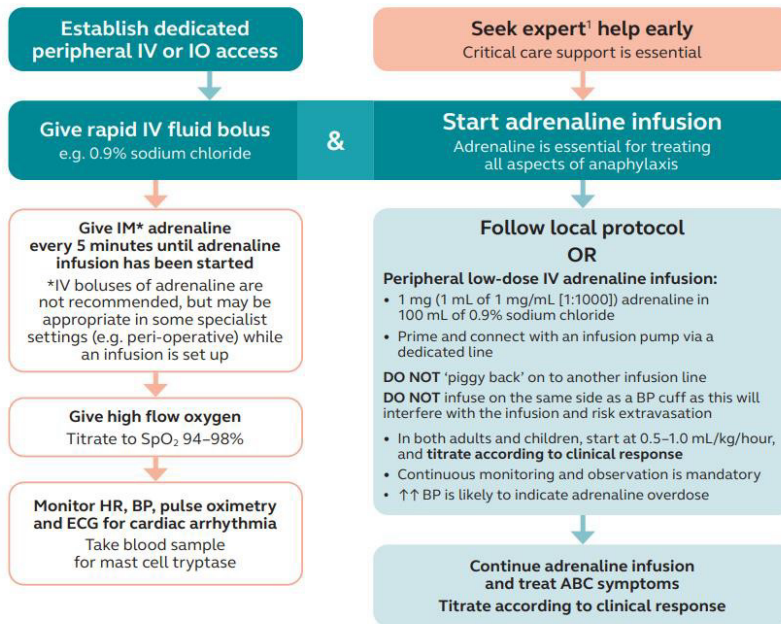 Establish dedicated
peripheral IV or IO access
Seek expert¹ help early
Critical care support is essential
Give rapid IV fluid bolus
e.g. 0.9% sodium chloride
&
Start adrenaline infusion
Adrenaline is essential for treating
all aspects of anaphylaxis
Give IM* adrenaline
every 5 minutes until adrenaline
infusion has been started
*IV boluses of adrenaline are
not recommended, but may be
appropriate in some specialist
settings (e.g. peri-operative) while
an infusion is set up
Give high flow oxygen
Titrate to SpO₂ 94–98%
Monitor HR, BP, pulse oximetry
and ECG for cardiac arrhythmia
Take blood sample
for mast cell tryptase
Follow local protocol
OR
Peripheral low-dose IV adrenaline infusion:
• 1 mg (1 mL of 1 mg/mL [1:1000]) adrenaline in
100 mL of 0.9% sodium chloride
• Prime and connect with an infusion pump via a
dedicated line
DO NOT ‘piggy back’ on to another infusion line
DO NOT infuse on the same side as a BP cuff as this will
interfere with the infusion and risk extravasation
• In both adults and children, start at 0.5–1.0 mL/kg/hour,
and titrate according to clinical response
• Continuous monitoring and observation is mandatory
• ↑↑ BP is likely to indicate adrenaline overdose
Continue adrenaline infusion
and treat ABC symptoms
Titrate according to clinical response